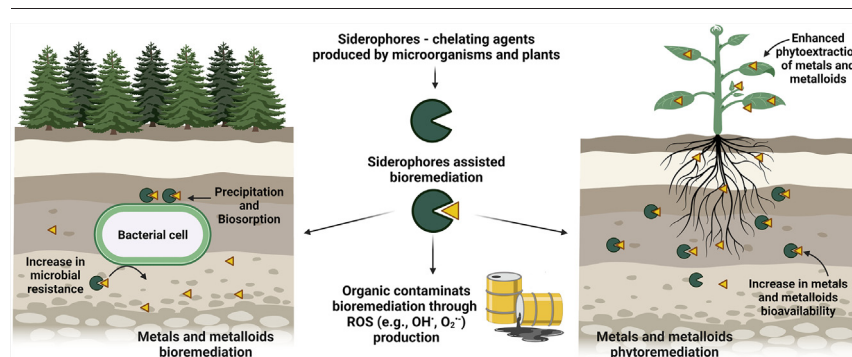 Siderophores - chelating agents
produced by microorganisms and plants
Siderophores assisted
bioremediation
Organic contaminats
bioremediation through
ROS (e.g., OH·, O₂·⁻)
production
Precipitation
and
Biosorption
Bacterial cell
Increase in
microbial
resistance
Metals and metalloids
bioremediation
Enhanced
phytoextraction
of metals and
metalloids
Increase in metals
and metalloids
bioavailability
Metals and metalloids
phytoremediation